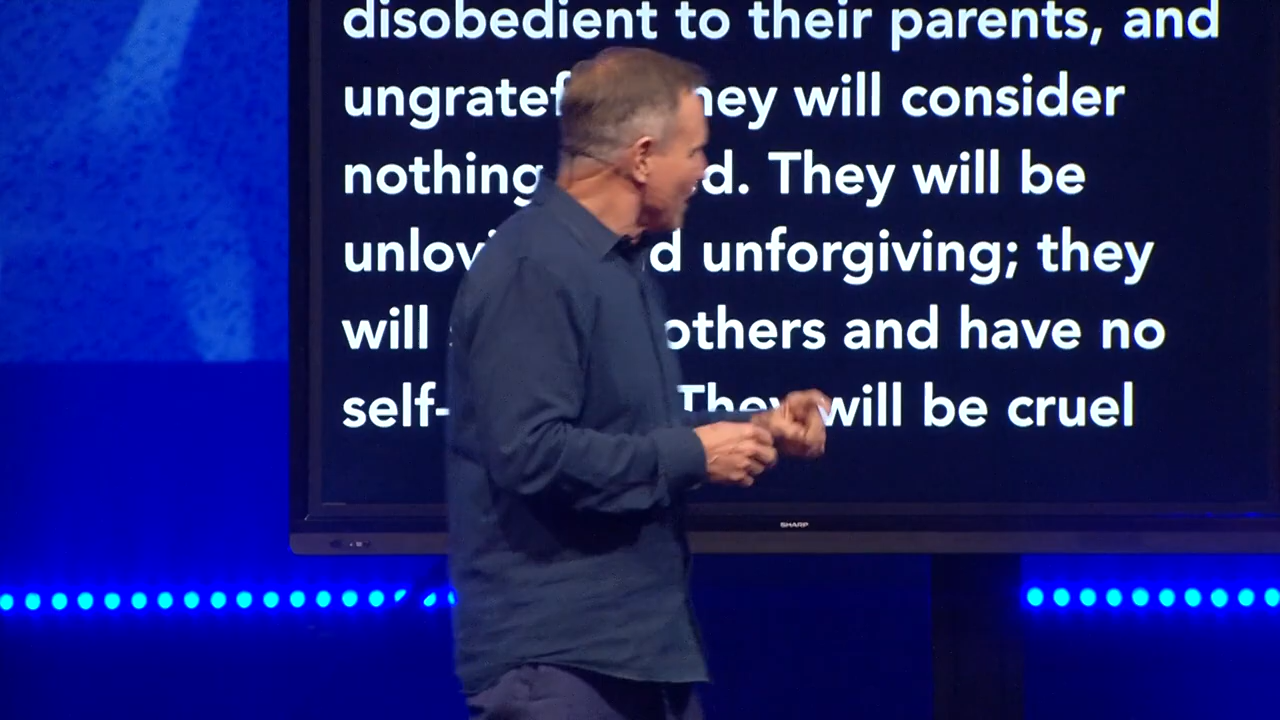 disobedient to their parents, and
ungratef hey will consider
nothing d. They will be
unlovi d unforgiving; they
will others and have no
self- They will be cruel
SHARP